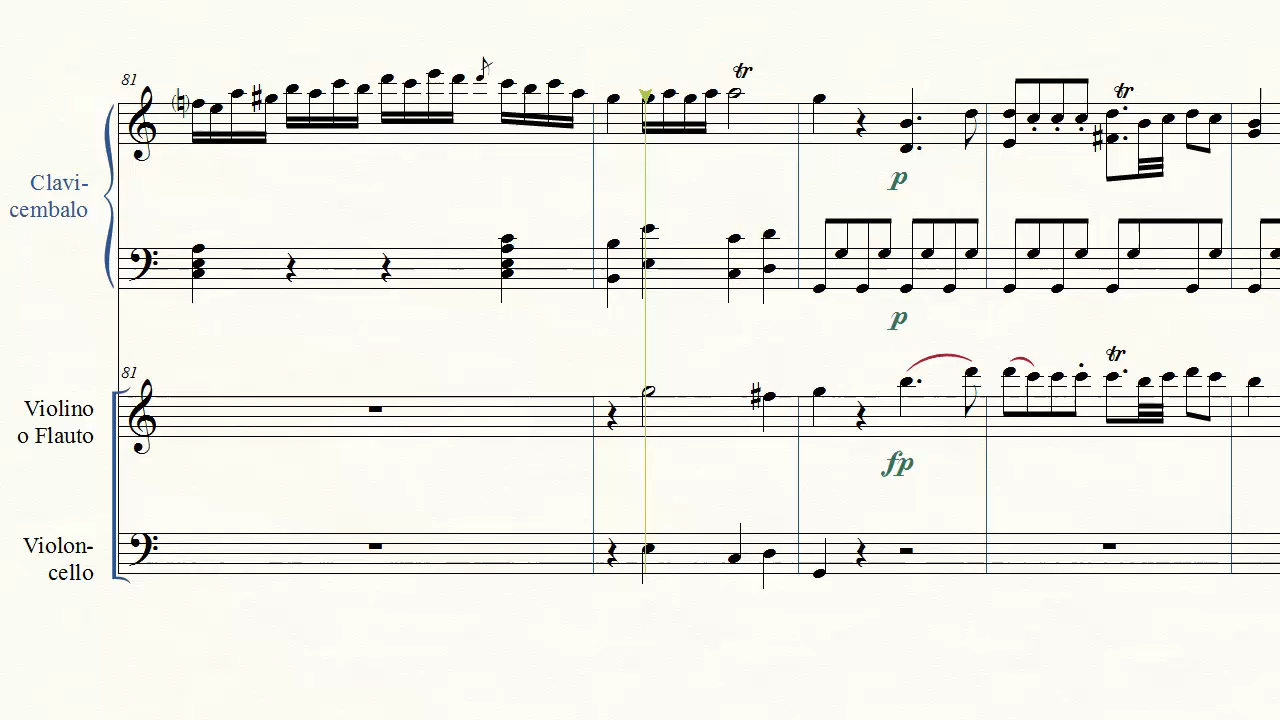 81
tr
tr
Clavi-
cembalo
p
p
81
tr
Violino
o Flauto
fp
Violon-
cello